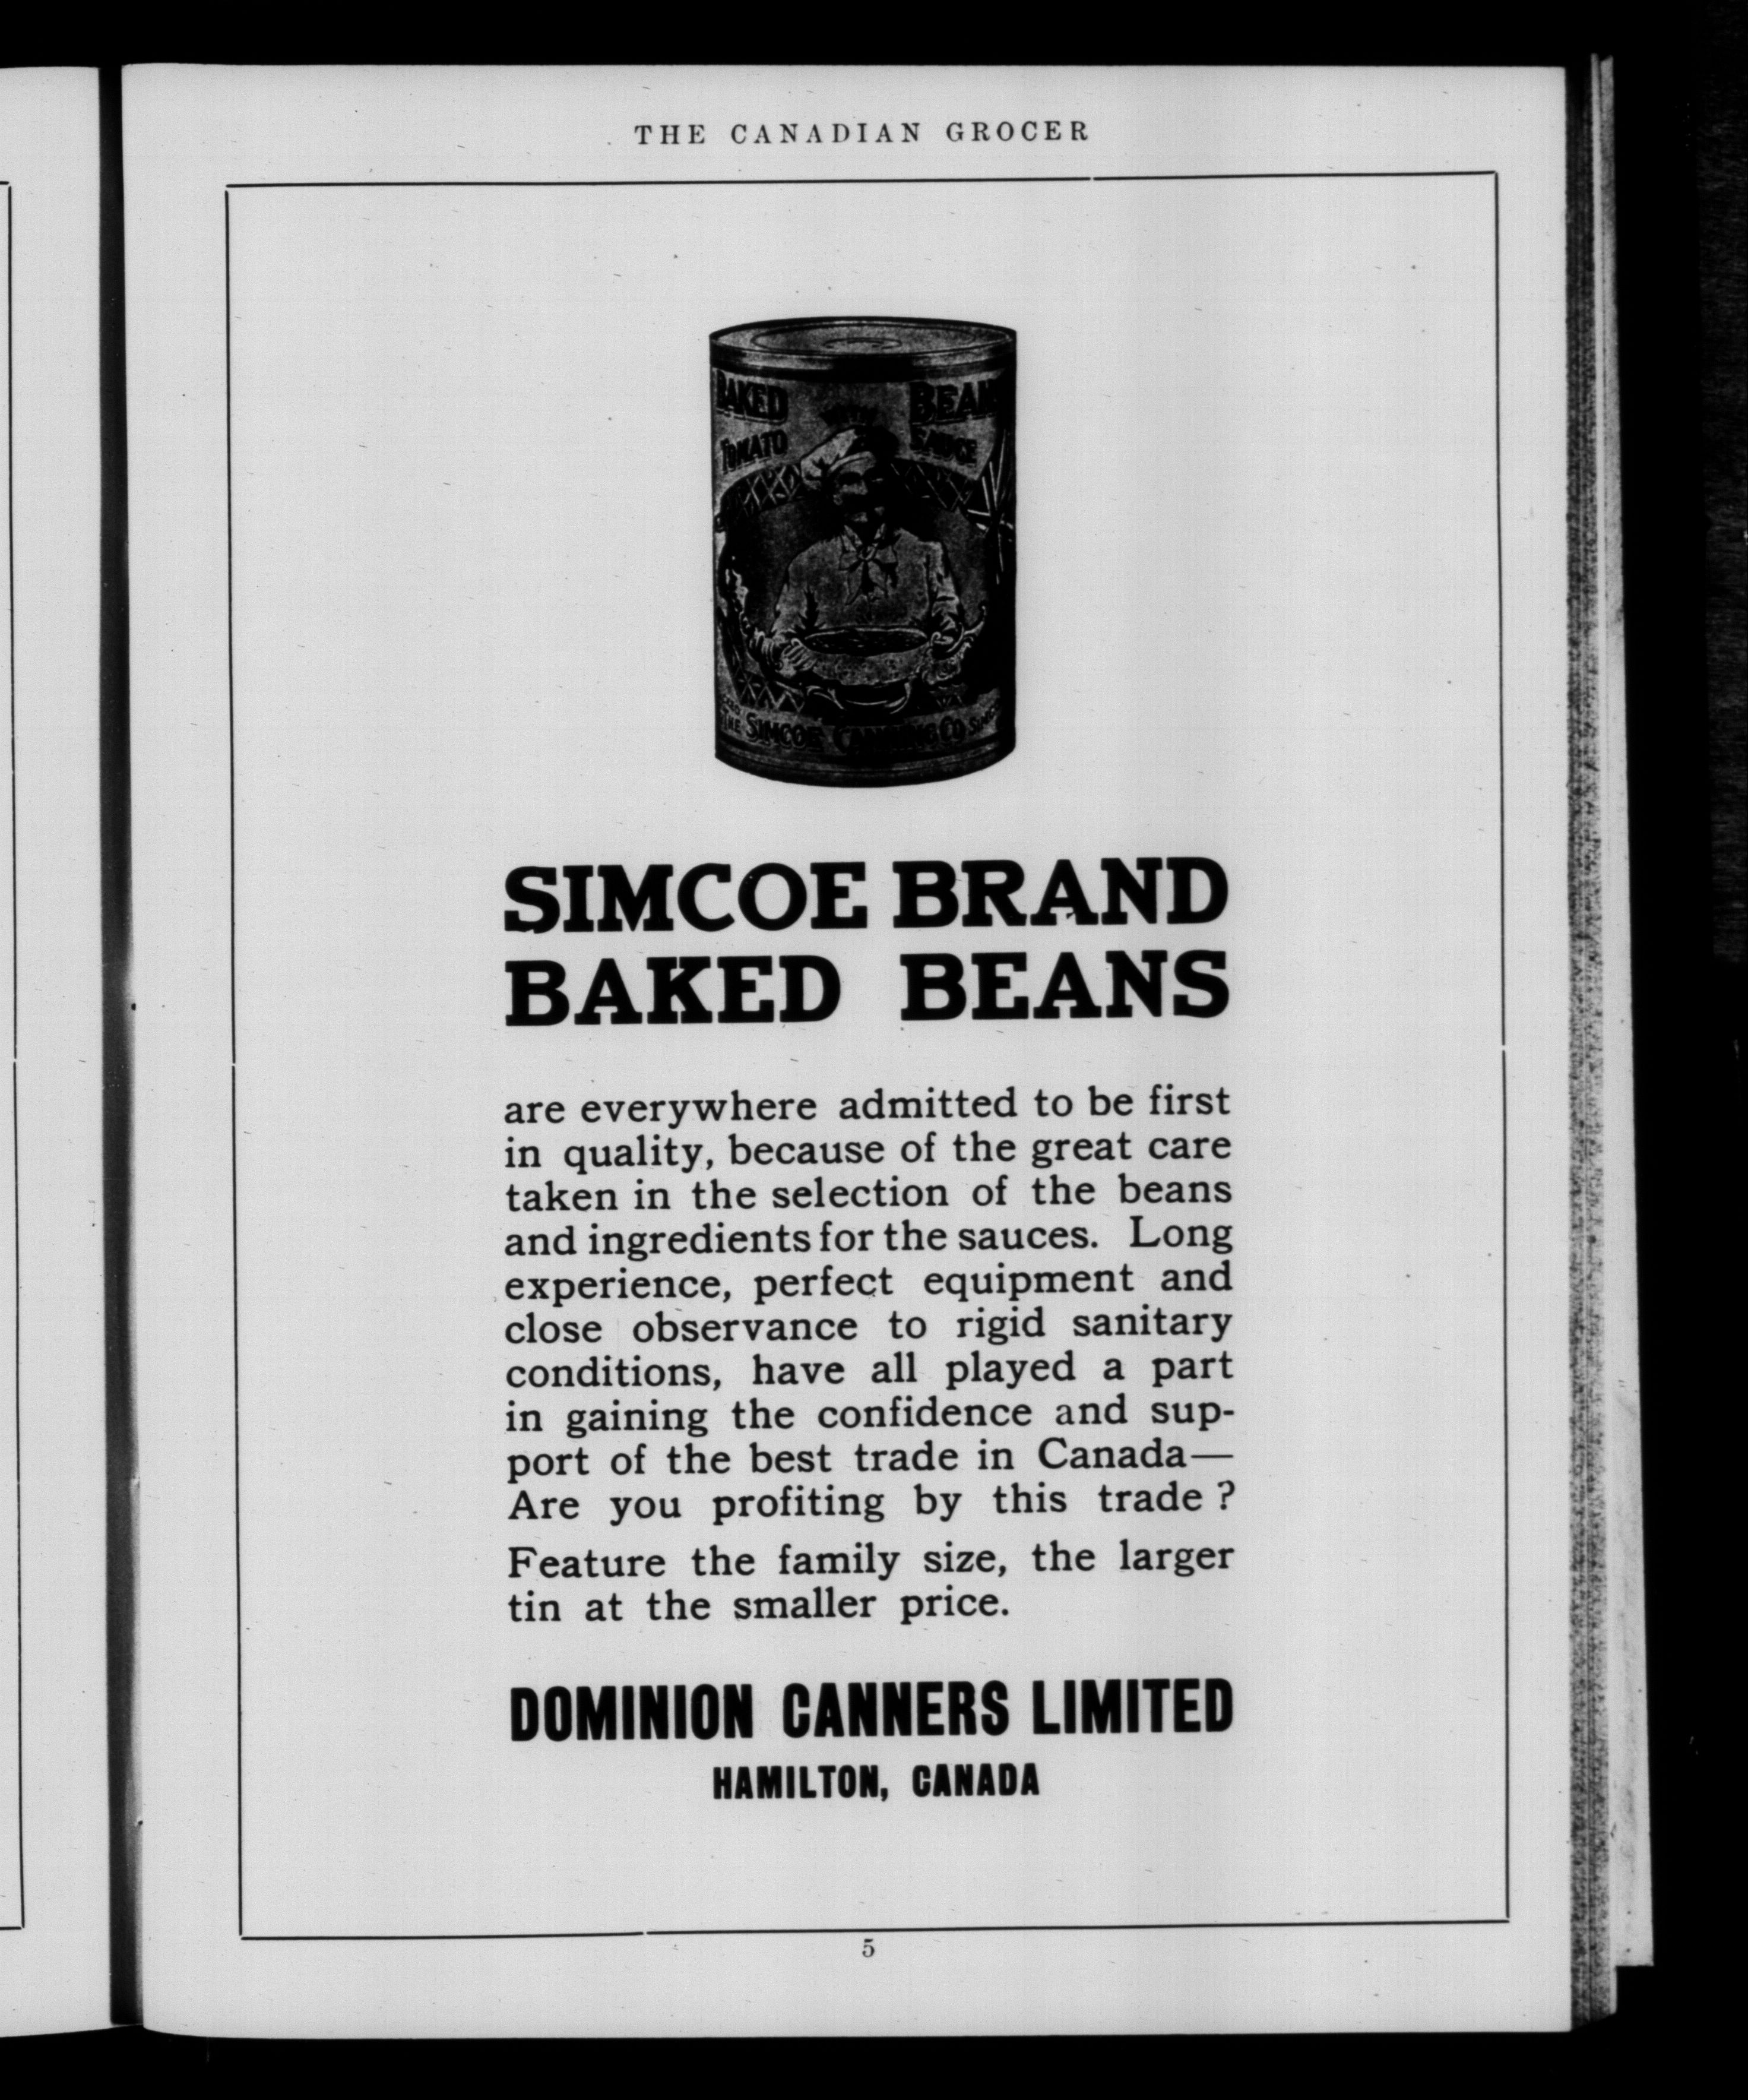 THE CANADIAN GROCER
BAKED BEANS
TOMATO SAUCE
THE SIMCOE CANNING CO
SIMCOE BRAND
BAKED BEANS
are everywhere admitted to be first
in quality, because of the great care
taken in the selection of the beans
and ingredients for the sauces. Long
experience, perfect equipment and
close observance to rigid sanitary
conditions, have all played a part
in gaining the confidence and sup-
port of the best trade in Canada—
Are you profiting by this trade ?
Feature the family size, the larger
tin at the smaller price.
DOMINION CANNERS LIMITED
HAMILTON, CANADA
5